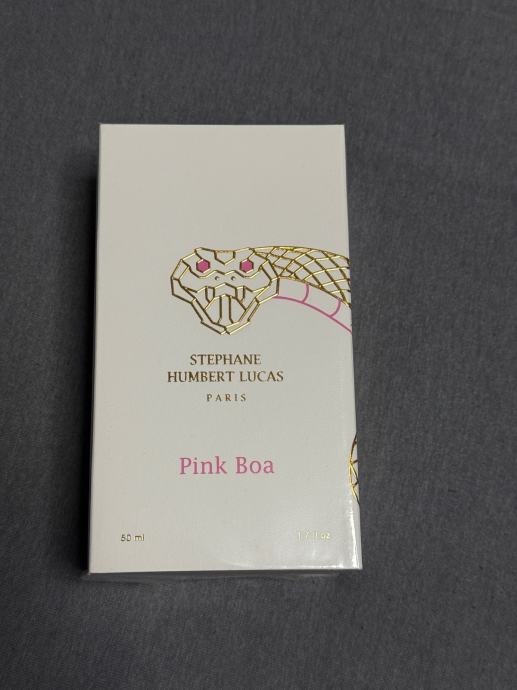 STEPHANE
HUMBERT LUCAS
PARIS
Pink Boa
50 ml 1.7 fl oz